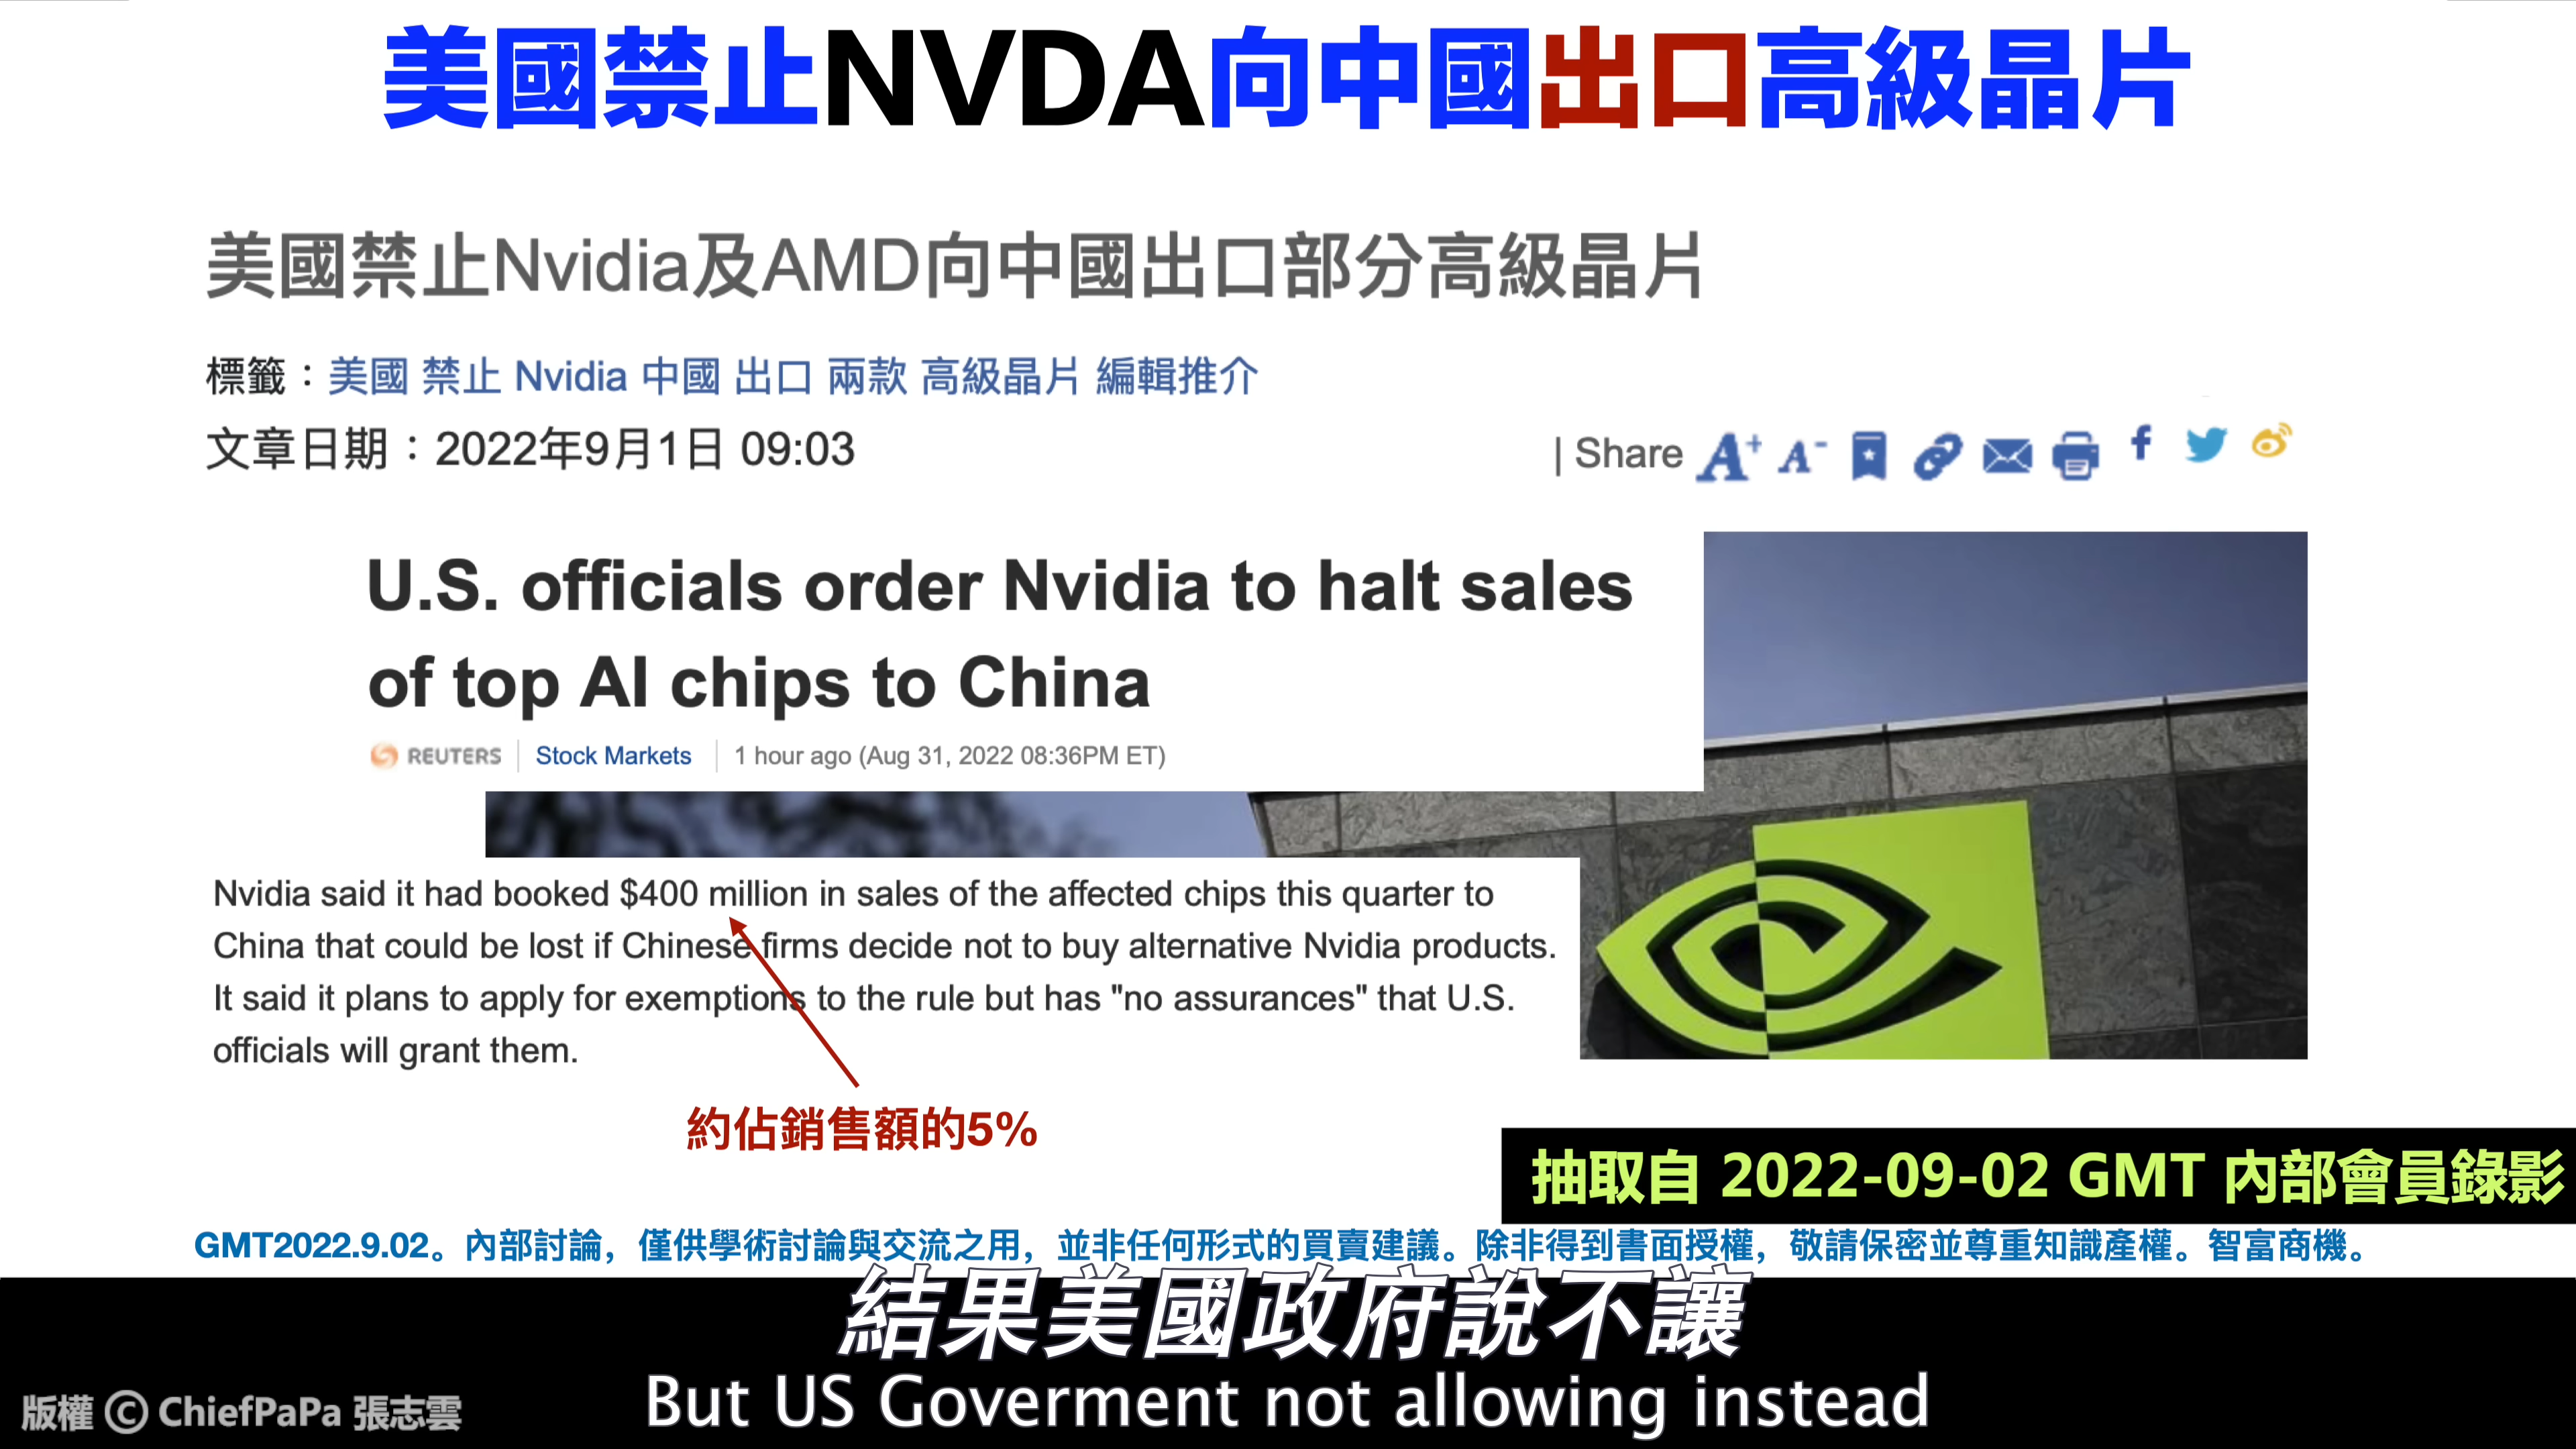 美國禁止NVDA向中國出口高級晶片
美國禁止Nvidia及AMD向中國出口部分高級晶片
標籤：美國 禁止 Nvidia 中國 出口 兩款 高級晶片 編輯推介
文章日期：2022年9月1日 09:03
| Share A+ A-
U.S. officials order Nvidia to halt sales
of top AI chips to China
REUTERS Stock Markets 1 hour ago (Aug 31, 2022 08:36PM ET)
Nvidia said it had booked $400 million in sales of the affected chips this quarter to
China that could be lost if Chinese firms decide not to buy alternative Nvidia products.
It said it plans to apply for exemptions to the rule but has "no assurances" that U.S.
officials will grant them.
約佔銷售額的5%
抽取自 2022-09-02 GMT 內部會員錄影
GMT2022.9.02。內部討論，僅供學術討論與交流之用，並非任何形式的買賣建議。除非得到書面授權，敬請保密並尊重知識產權。智富商機。
結果美國政府說不讓
But US Goverment not allowing instead
版權 © ChiefPaPa 張志雲